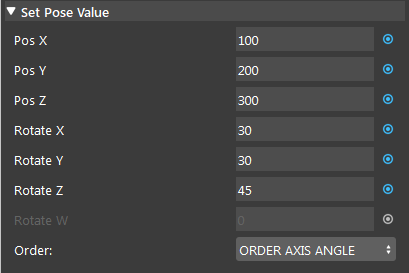 Set Pose Value
Pos X 100
Pos Y 200
Pos Z 300
Rotate X 30
Rotate Y 30
Rotate Z 45
Rotate W 0
Order: ORDER AXIS ANGLE